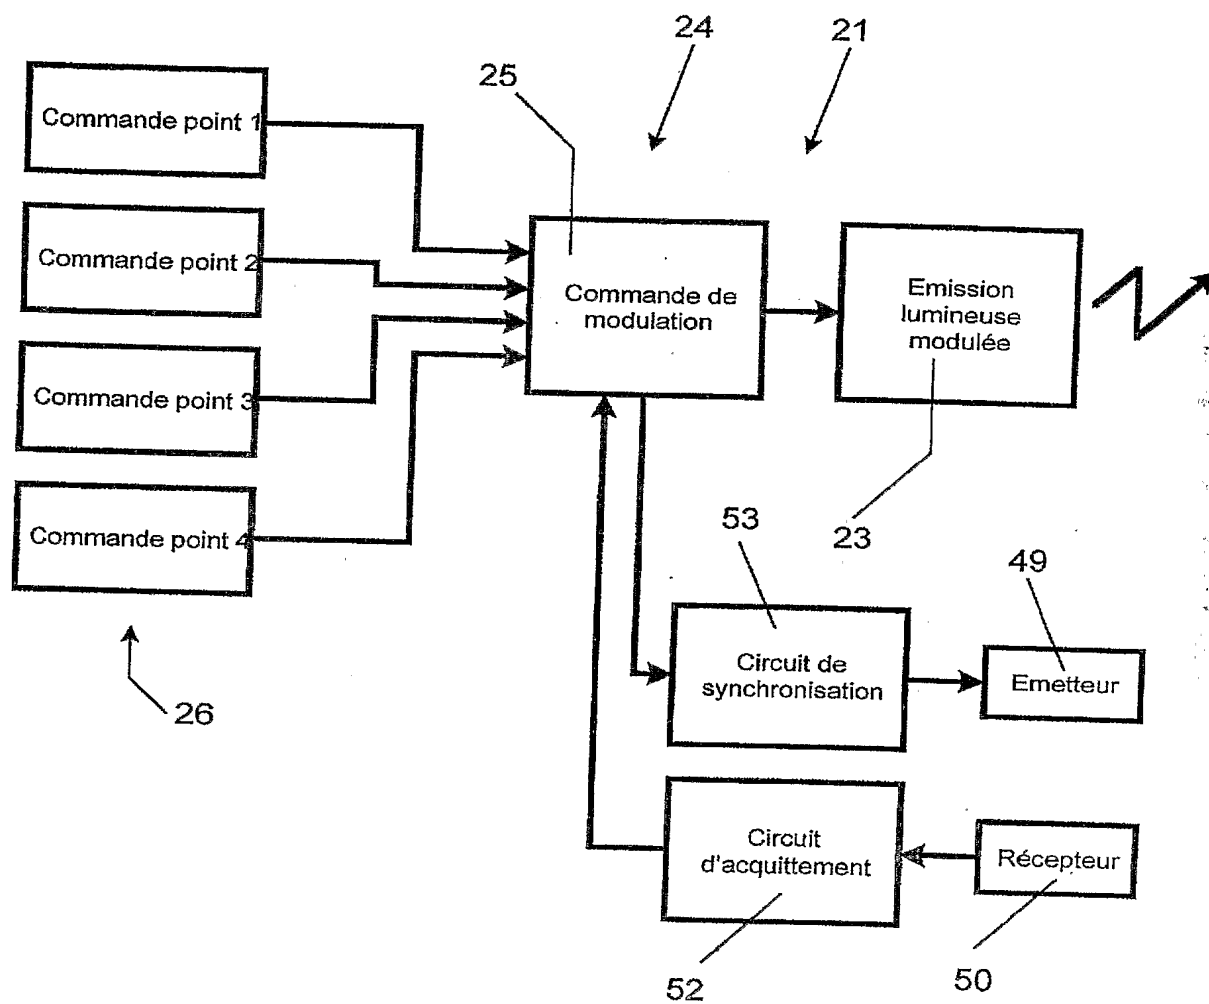 24
21
25
Commande point 1
Commande point 2
Commande point 3
Commande point 4
26
Commande de
modulation
Emission
lumineuse
modulée
23
53
49
Circuit de
synchronisation
Emetteur
Circuit
d'acquittement
Récepteur
52
50